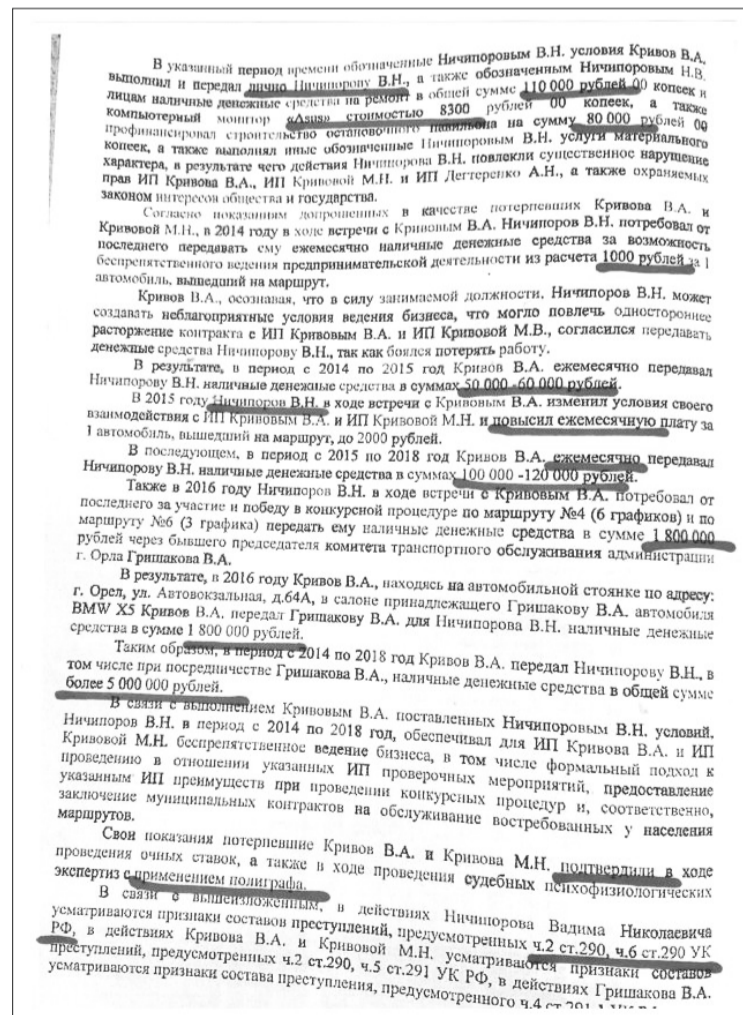 В указанный период времени обозначенные Ничипоровым В.Н. условия Кривов В.А.
выполнил и передал лично Ничипорову В.Н., а также обозначенным Ничипоровым Н.В.
лицам наличные денежные средства на ремонт в общей сумме 110 000 рублей 00 копеек и
компьютерный монитор «Asus» стоимостью 8300 рублей 00 копеек, а также
профинансировал строительство остановочного павильона на сумму 80 000 рублей 00
копеек, а также выполнял иные обозначенные Ничипоровым В.Н. услуги материального
характера, в результате чего действия Ничипорова В.Н. повлекли существенное нарушение
прав ИП Кривова В.А., ИП Кривовой М.Н. и ИП Дегтеренко А.Н., а также охраняемых
законом интересов общества и государства.
Согласно показаниям допрошенных в качестве потерпевших Кривова В.А. и
Кривовой М.Н., в 2014 году в ходе встречи с Кривовым В.А. Ничипоров В.Н. потребовал от
последнего передавать ему ежемесячно наличные денежные средства за возможность
беспрепятственного ведения предпринимательской деятельности из расчета 1000 рублей за 1
автомобиль, вышедший на маршрут.
Кривов В.А., осознавая, что в силу занимаемой должности, Ничипоров В.Н. может
создавать неблагоприятные условия ведения бизнеса, что могло повлечь одностороннее
расторжение контракта с ИП Кривовым В.А. и ИП Кривовой М.В., согласился передавать
денежные средства Ничипорову В.Н., так как боялся потерять работу.
В результате, в период с 2014 по 2015 год Кривов В.А. ежемесячно передавал
Ничипорову В.Н. наличные денежные средства в суммах 50 000 -60 000 рублей.
В 2015 году Ничипоров В.Н. в ходе встречи с Кривовым В.А. изменил условия своего
взаимодействия с ИП Кривовым В.А. и ИП Кривовой М.Н. и повысил ежемесячную плату за
1 автомобиль, вышедший на маршрут, до 2000 рублей.
В последующем, в период с 2015 по 2018 год Кривов В.А. ежемесячно передавал
Ничипорову В.Н. наличные денежные средства в суммах 100 000 -120 000 рублей.
Также в 2016 году Ничипоров В.Н. в ходе встречи с Кривовым В.А. потребовал от
последнего за участие и победу в конкурсной процедуре по маршруту №4 (6 графиков) и по
маршруту №6 (3 графика) передать ему наличные денежные средства в сумме 1 800 000
рублей через бывшего председателя комитета транспортного обслуживания администрации
г. Орла Гришакова В.А.
В результате, в 2016 году Кривов В.А., находясь на автомобильной стоянке по адресу:
г. Орел, ул. Автовокзальная, д.64А, в салоне принадлежащего Гришакову В.А. автомобиля
BMW X5 Кривов В.А. передал Гришакову В.А. для Ничипорова В.Н. наличные денежные
средства в сумме 1 800 000 рублей.
Таким образом, в период с 2014 по 2018 год Кривов В.А. передал Ничипорову В.Н., в
том числе при посредничестве Гришакова В.А., наличные денежные средства в общей сумме
более 5 000 000 рублей.
В связи с выполнением Кривовым В.А. поставленных Ничипоровым В.Н. условий,
Ничипоров В.Н. в период с 2014 по 2018 год, обеспечивал для ИП Кривова В.А. и ИП
Кривовой М.Н. беспрепятственное ведение бизнеса, в том числе формальный подход к
проведению в отношении указанных ИП проверочных мероприятий, предоставление
указанным ИП преимуществ при проведении конкурсных процедур и, соответственно,
заключение муниципальных контрактов на обслуживание востребованных у населения
маршрутов.
Свои показания потерпевшие Кривов В.А. и Кривова М.Н. подтвердили в ходе
проведения очных ставок, а также в ходе проведения судебных психофизиологических
экспертиз с применением полиграфа.
В связи с вышеизложенным, в действиях Ничипорова Вадима Николаевича
усматриваются признаки составов преступлений, предусмотренных ч.2 ст.290, ч.6 ст.290 УК
РФ, в действиях Кривова В.А. и Кривовой М.Н. усматриваются признаки составов
преступлений, предусмотренных ч.2 ст.290, ч.5 ст.291 УК РФ, в действиях Гришакова В.А.
усматриваются признаки состава преступления, предусмотренного ч.4 ст.291.1 УК